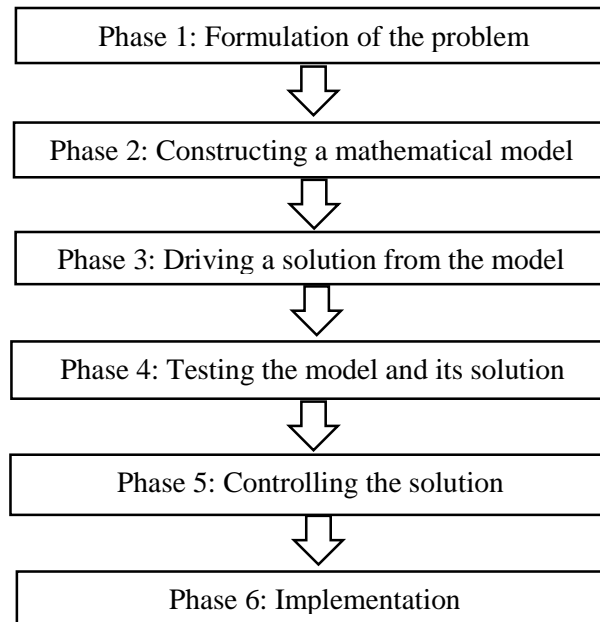 Phase 1: Formulation of the problem
Phase 2: Constructing a mathematical model
Phase 3: Driving a solution from the model
Phase 4: Testing the model and its solution
Phase 5: Controlling the solution
Phase 6: Implementation